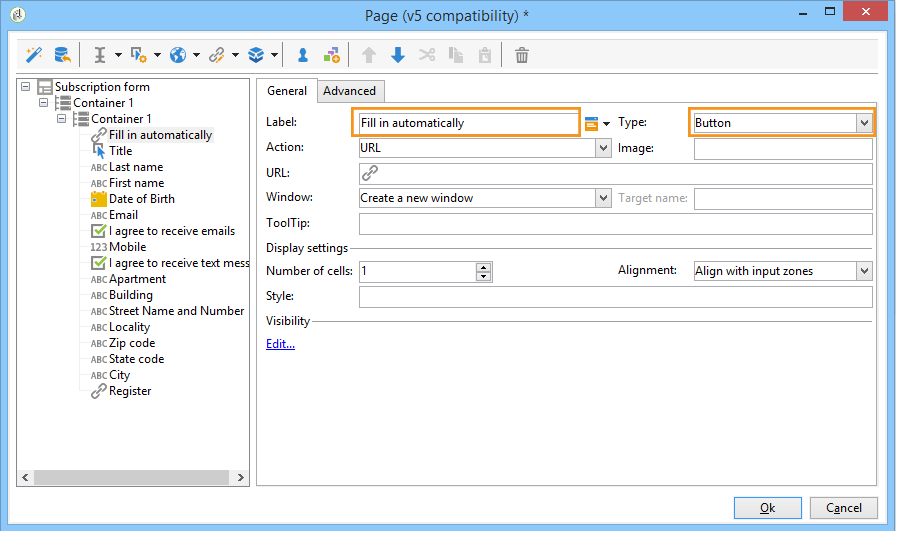 Page (v5 compatibility) *
Subscription form
Container 1
Container 1
Fill in automatically
Title
ABC Last name
ABC First name
Date of Birth
ABC Email
I agree to receive emails
123 Mobile
I agree to receive text mess
ABC Apartment
ABC Building
ABC Street Name and Number
ABC Locality
ABC Zip code
ABC State code
ABC City
Register
General Advanced
Label: Fill in automatically Type: Button
Action: URL Image:
URL:
Window: Create a new window Target name:
ToolTip:
Display settings
Number of cells: 1 Alignment: Align with input zones
Style:
Visibility
Edit...
Ok Cancel